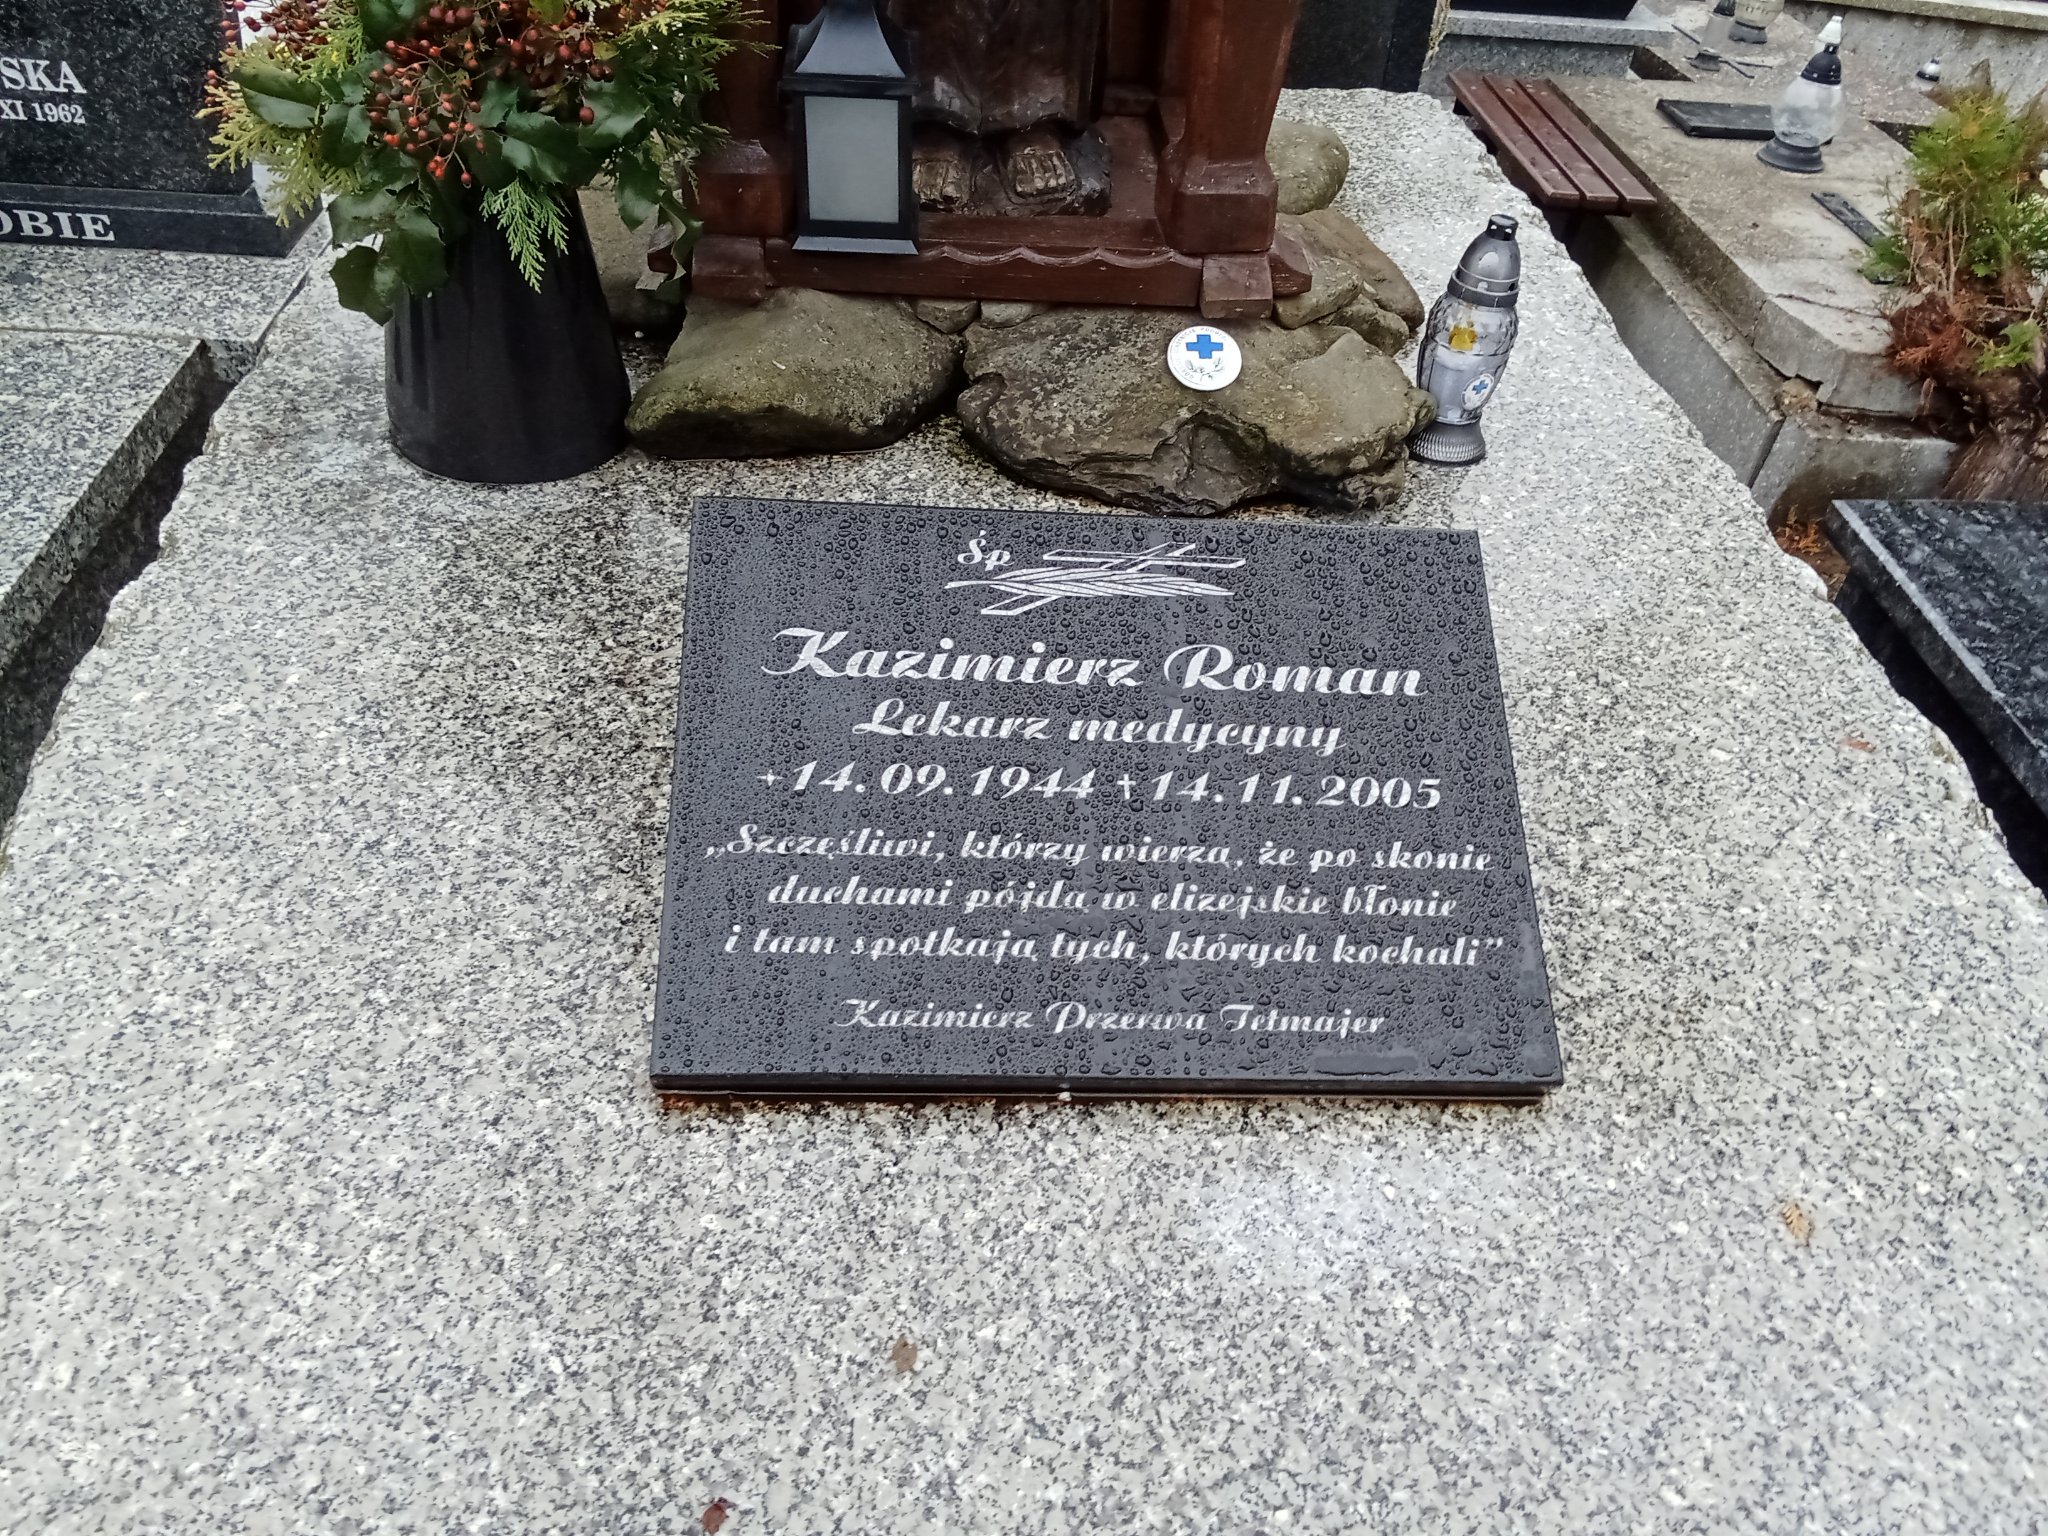 SKA
XI 1962
OBIE
Śp
Kazimierz Roman
Lekarz medycyny
+14.09.1944 †14.11.2005
„Szczęśliwi, którzy wierzą, że po skonie
duchami pójdą w elizejskie błonie
i tam spotkają tych, których kochali”
Kazimierz Przerwa Tetmajer